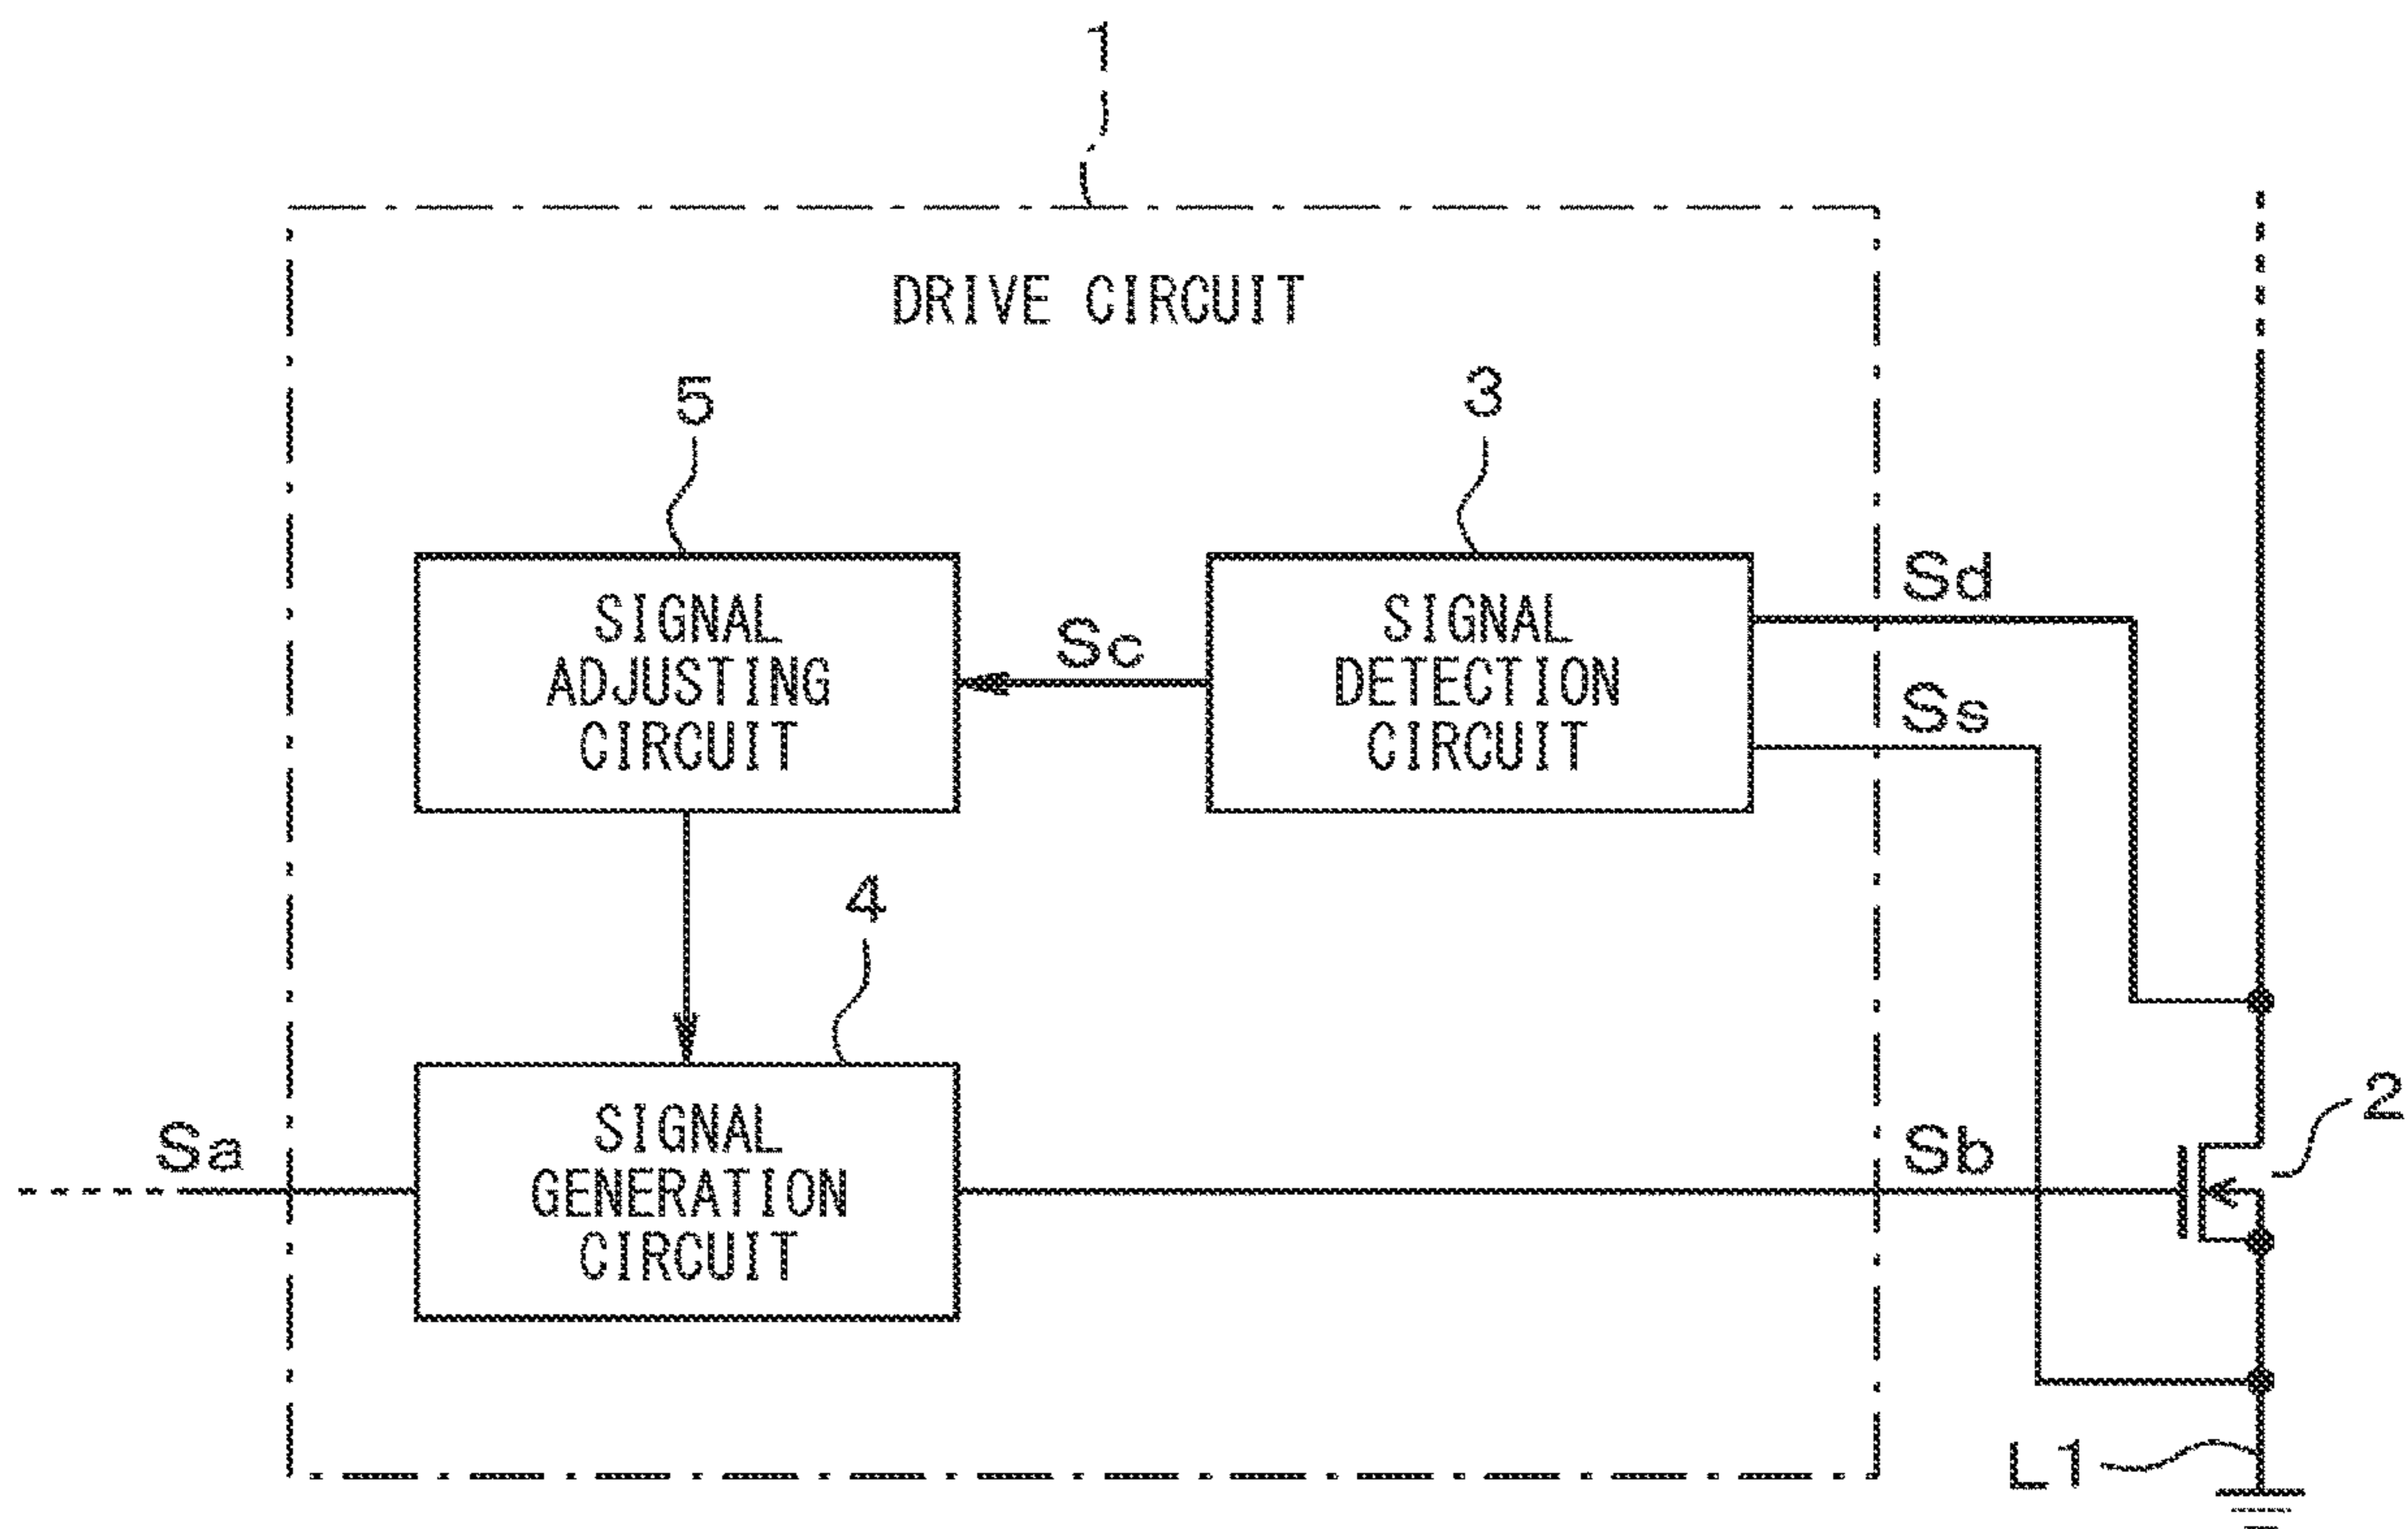 1
DRIVE CIRCUIT
5
3
SIGNAL
ADJUSTING
CIRCUIT
Sc
SIGNAL
DETECTION
CIRCUIT
Sd
Ss
4
SIGNAL
GENERATION
CIRCUIT
Sa
Sb
2
L1